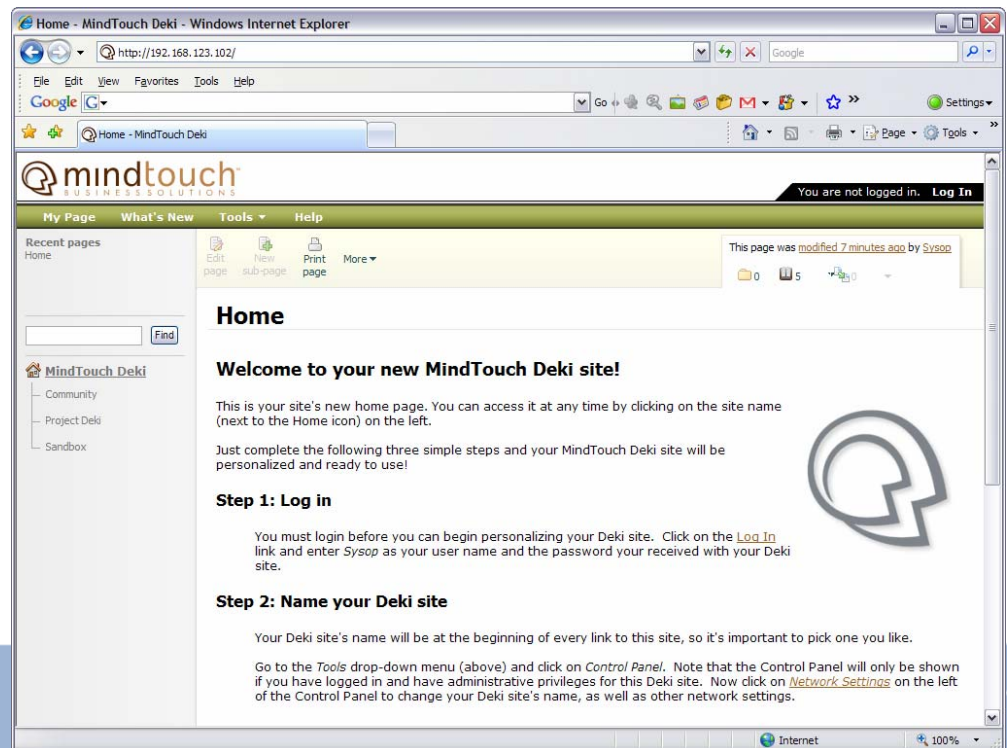 Home - MindTouch Deki - Windows Internet Explorer
http://192.168.123.102/
Google
File Edit View Favorites Tools Help
Google G Go Settings
Home - MindTouch Deki Page Tools
mindtouch
BUSINESS SOLUTIONS
You are not logged in. Log In
My Page What's New Tools Help
Recent pages
Home
Edit page
New sub-page
Print page
More
This page was modified 7 minutes ago by Sysop
0 5 0
Home
Find
MindTouch Deki
Community
Project Deki
Sandbox
Welcome to your new MindTouch Deki site!
This is your site's new home page. You can access it at any time by clicking on the site name
(next to the Home icon) on the left.
Just complete the following three simple steps and your MindTouch Deki site will be
personalized and ready to use!
Step 1: Log in
You must login before you can begin personalizing your Deki site. Click on the Log In
link and enter Sysop as your user name and the password your received with your Deki
site.
Step 2: Name your Deki site
Your Deki site's name will be at the beginning of every link to this site, so it's important to pick one you like.
Go to the Tools drop-down menu (above) and click on Control Panel. Note that the Control Panel will only be shown
if you have logged in and have administrative privileges for this Deki site. Now click on Network Settings on the left
of the Control Panel to change your Deki site's name, as well as other network settings.
Internet 100%